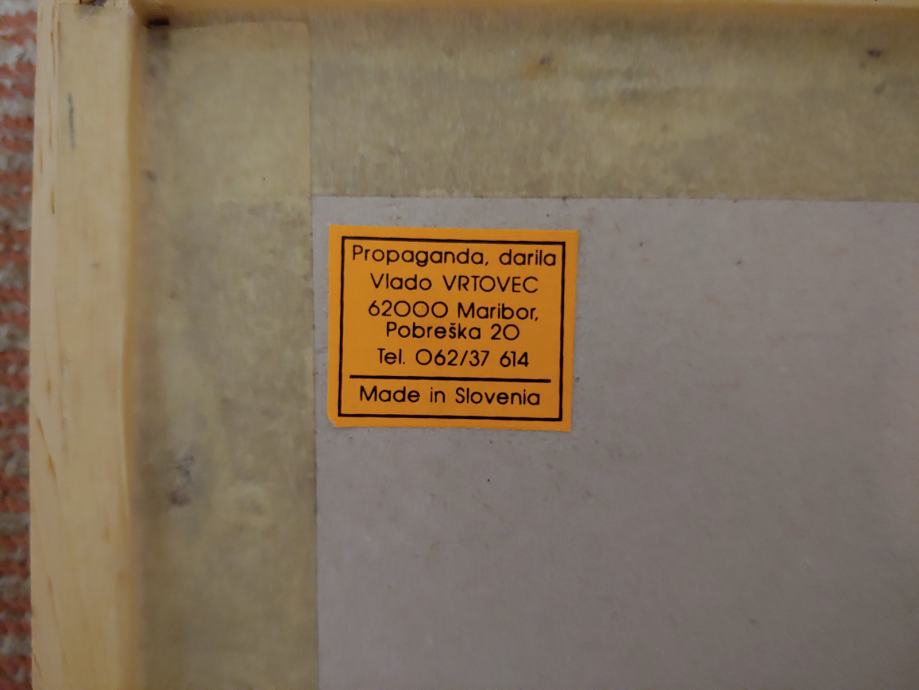 Propaganda, darila
Vlado VRTOVEC
62000 Maribor,
Pobreška 20
Tel. 062/37 614
Made in Slovenia